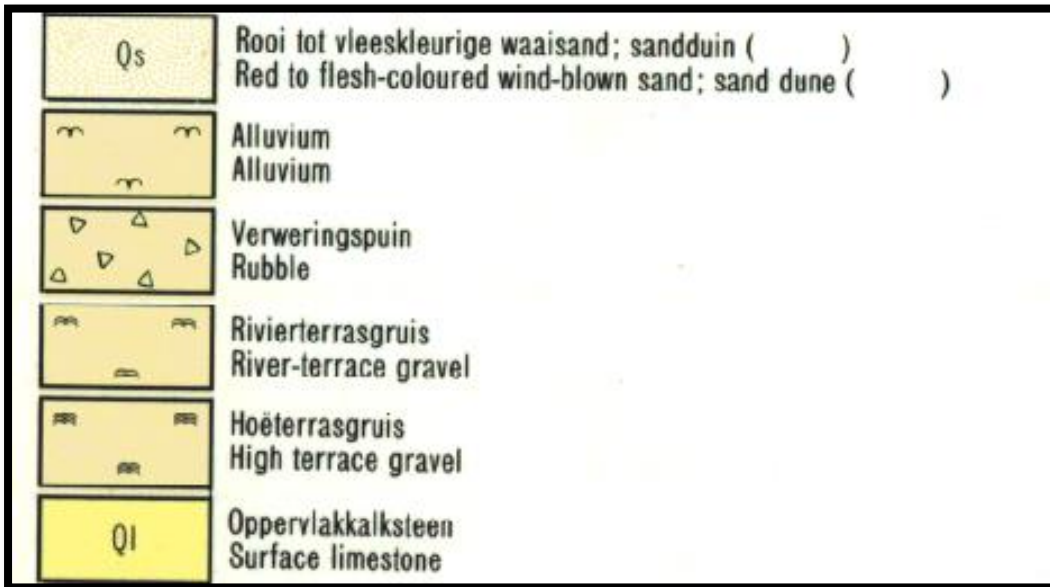 Qs
Rooi tot vleeskleurige waaisand; sandduin ( )
Red to flesh-coloured wind-blown sand; sand dune ( )
Alluvium
Alluvium
Verweringspuin
Rubble
Rivierterrasgruis
River-terrace gravel
Hoëterrasgruis
High terrace gravel
Ql
Oppervlakkalksteen
Surface limestone